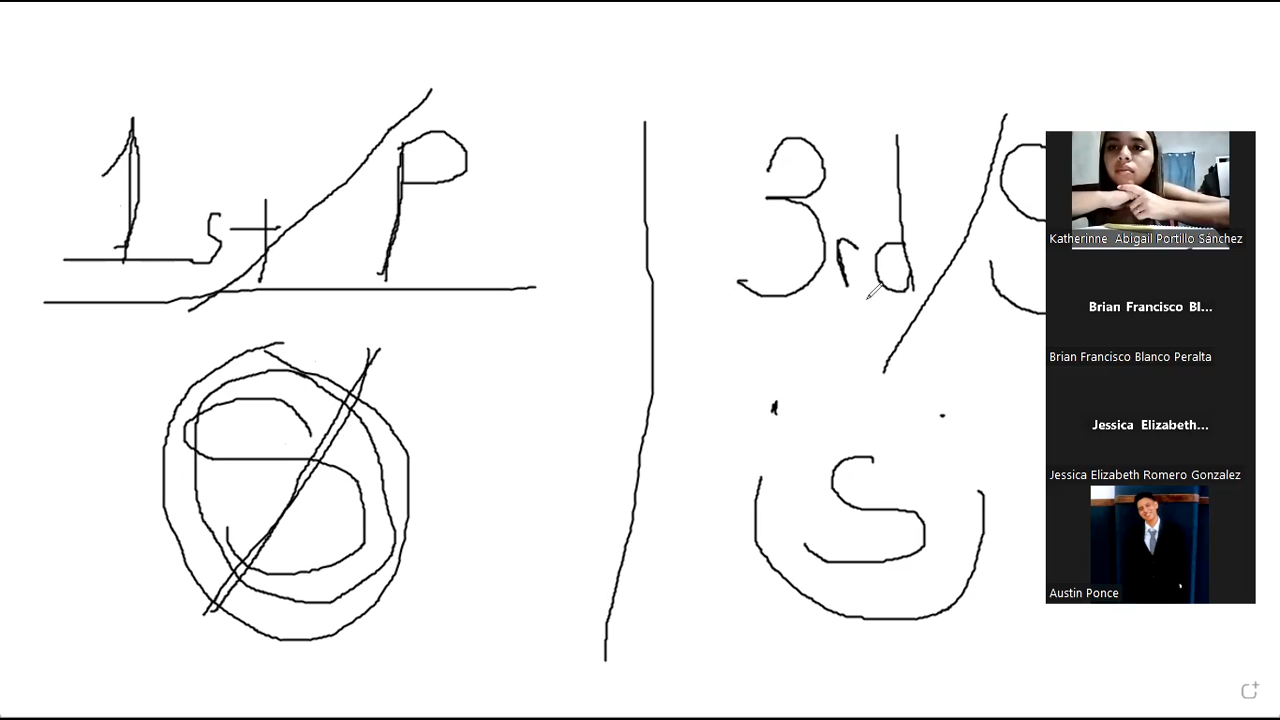 1st/P
S
3rd/S
S
Katherinne Abigail Portillo Sánchez
Brian Francisco Bl...
Brian Francisco Blanco Peralta
Jessica Elizabeth...
Jessica Elizabeth Romero Gonzalez
Austin Ponce